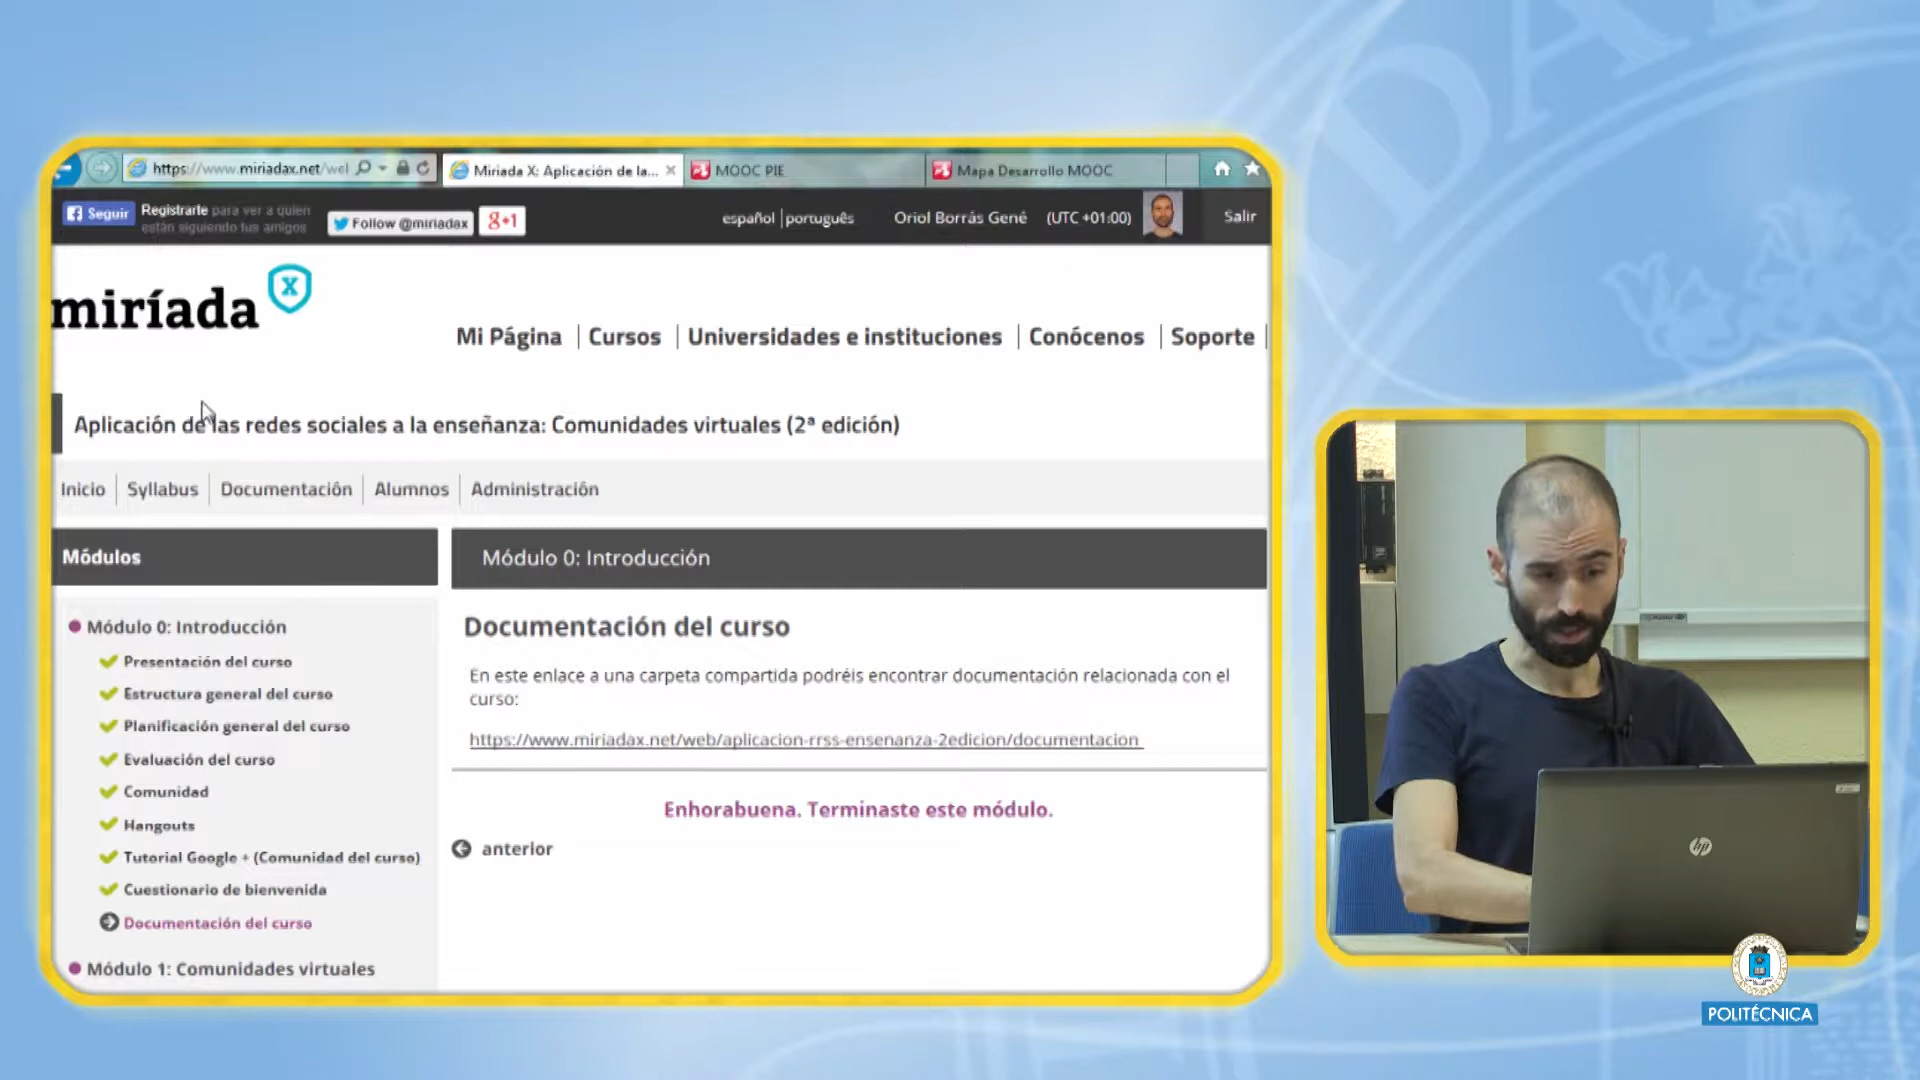 https://www.miriadax.net/wel
Miriada X: Aplicación de la...
MOOC PIE
Mapa Desarrollo MOOC
Seguir
Registrarte para ver a quien
están siguiendo tus amigos
Follow @miriadax
g+1
español | português
Oriol Borrás Gené
(UTC +01:00)
Salir
miríada X
Mi Página | Cursos | Universidades e instituciones | Conócenos | Soporte
Aplicación de las redes sociales a la enseñanza: Comunidades virtuales (2ª edición)
Inicio | Syllabus | Documentación | Alumnos | Administración
Módulos
Módulo 0: Introducción
Presentación del curso
Estructura general del curso
Planificación general del curso
Evaluación del curso
Comunidad
Hangouts
Tutorial Google + (Comunidad del curso)
Cuestionario de bienvenida
Documentación del curso
Módulo 1: Comunidades virtuales
Módulo 0: Introducción
Documentación del curso
En este enlace a una carpeta compartida podréis encontrar documentación relacionada con el
curso:
https://www.miriadax.net/web/aplicacion-rrss-ensenanza-2edicion/documentacion
Enhorabuena. Terminaste este módulo.
anterior
hp
POLITÉCNICA